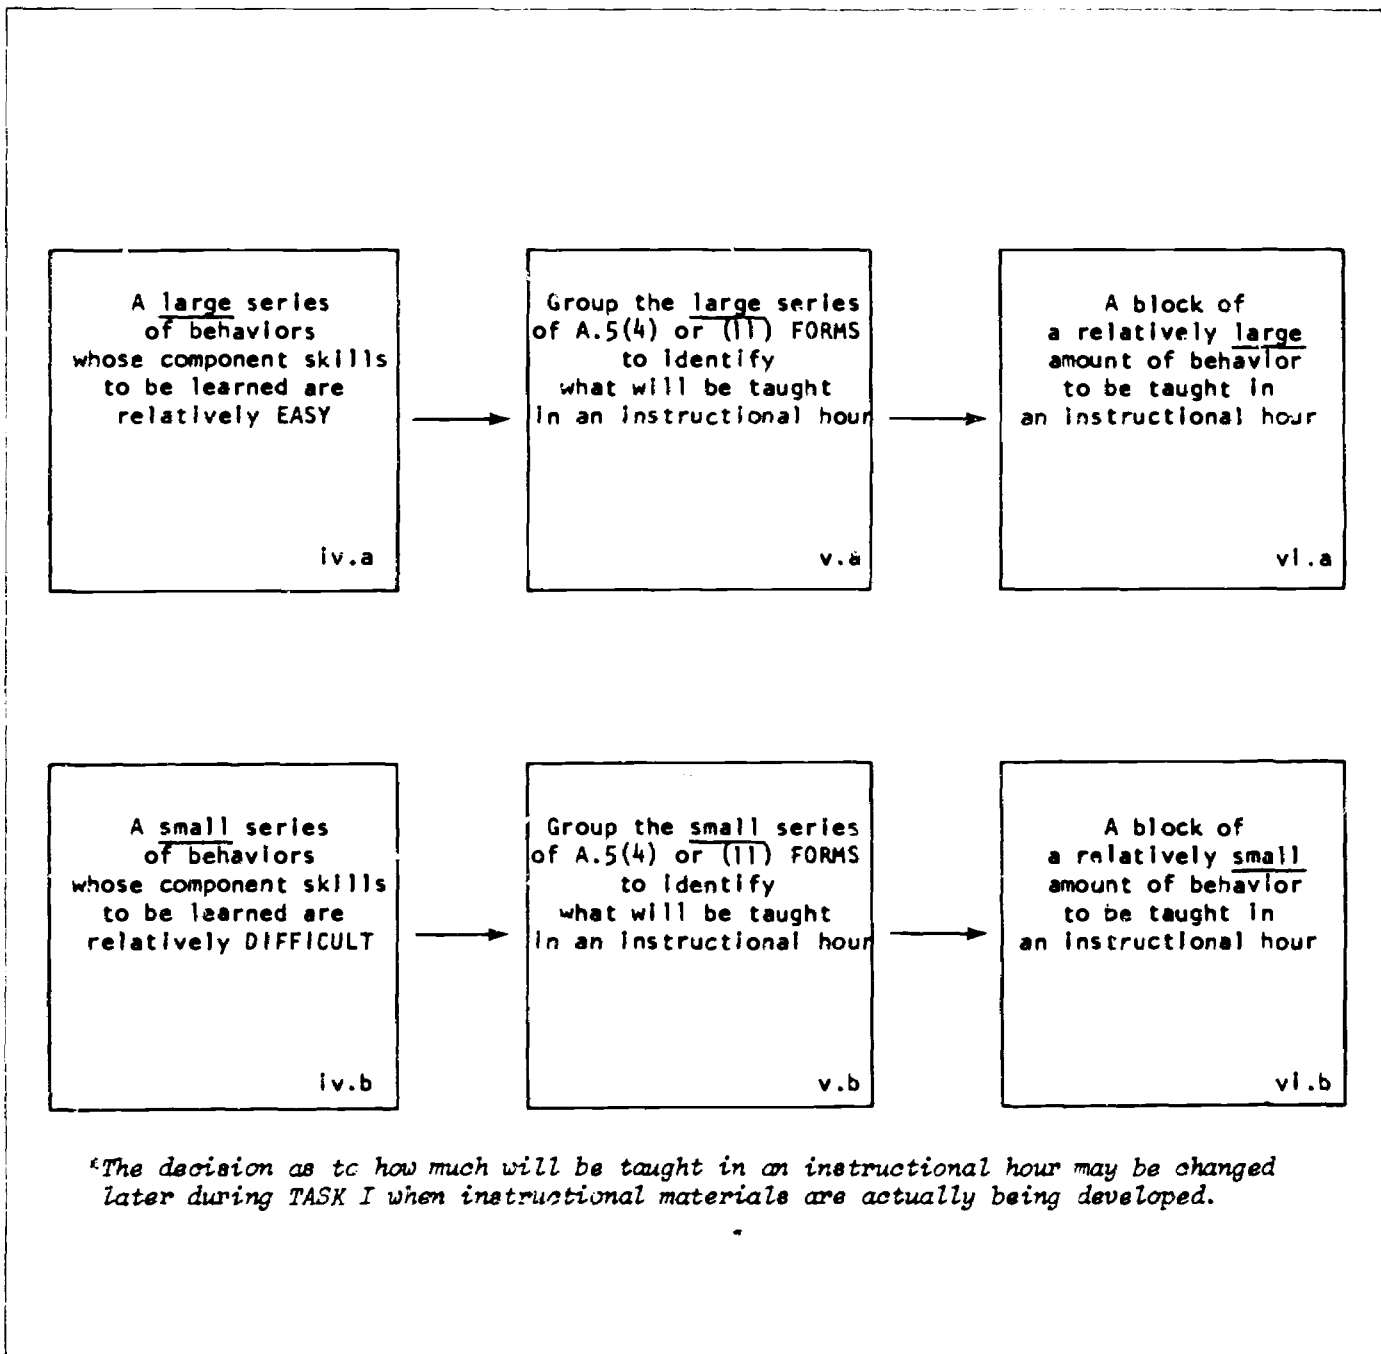 A large series
of behaviors
whose component skills
to be learned are
relatively EASY
iv.a
Group the large series
of A.5(4) or (11) FORMS
to identify
what will be taught
in an instructional hour
v.a
A block of
a relatively large
amount of behavior
to be taught in
an instructional hour
vi.a
A small series
of behaviors
whose component skills
to be learned are
relatively DIFFICULT
iv.b
Group the small series
of A.5(4) or (11) FORMS
to identify
what will be taught
in an instructional hour
v.b
A block of
a relatively small
amount of behavior
to be taught in
an instructional hour
vi.b
*The decision as to how much will be taught in an instructional hour may be changed
later during TASK I when instructional materials are actually being developed.